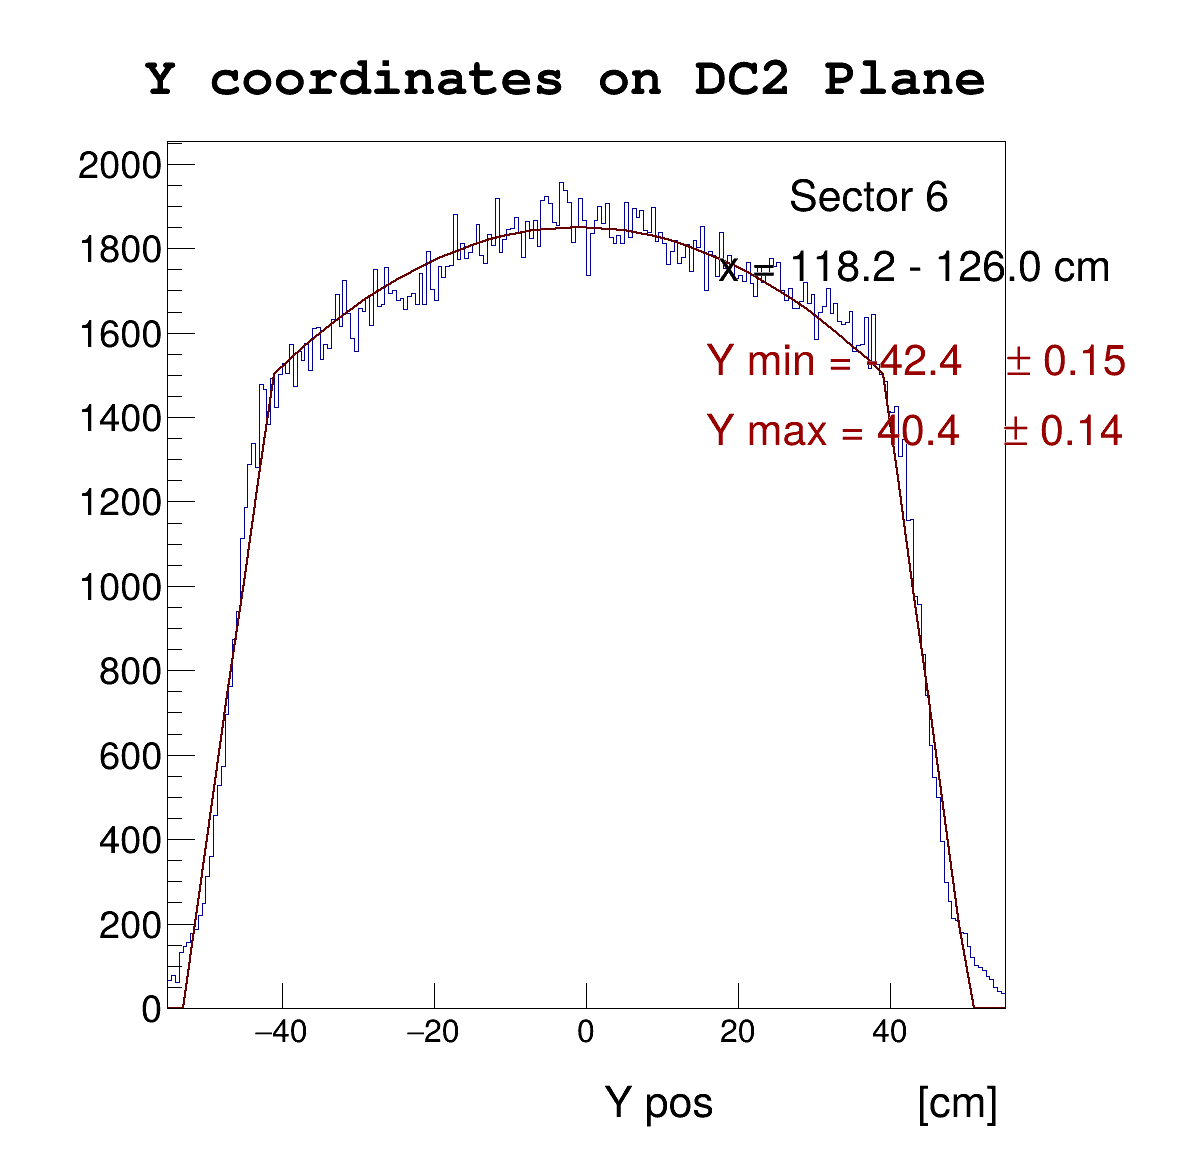 Y coordinates on DC2 Plane
Sector 6
x = 118.2 - 126.0 cm
Y min = -42.4 ± 0.15
Y max = 40.4 ± 0.14
2000
1800
1600
1400
1200
1000
800
600
400
200
0
−40 −20 0 20 40
Y pos [cm]